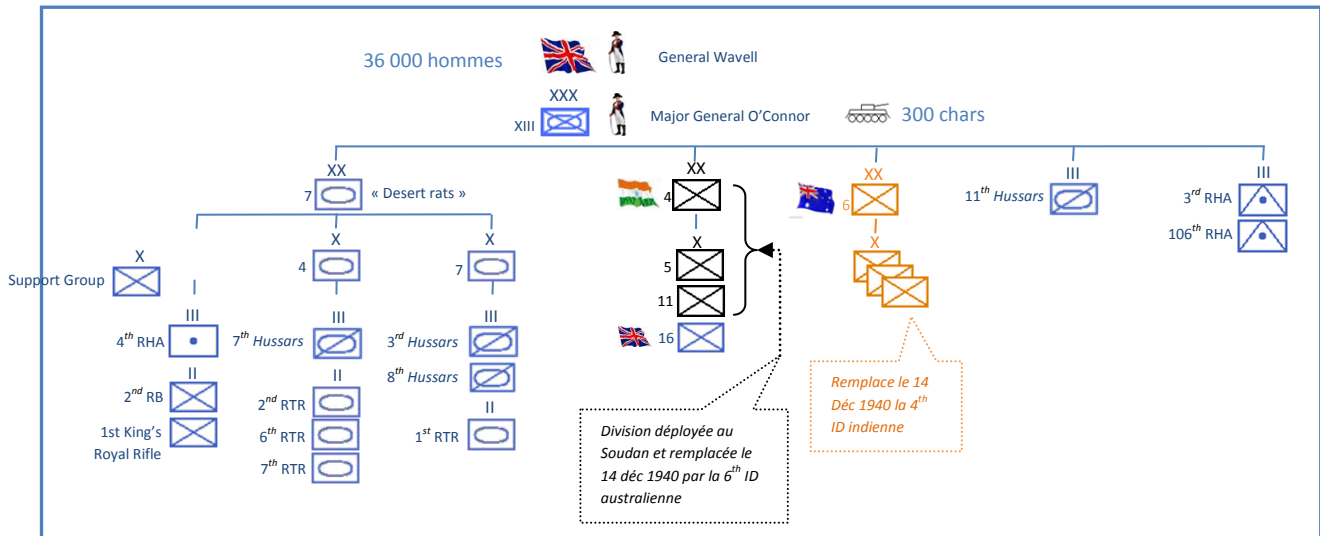 36 000 hommes
General Wavell
XXX
XIII
Major General O'Connor
300 chars
XX
7
« Desert rats »
XX
4
XX
6
III
11th Hussars
III
3rd RHA
106th RHA
X
Support Group
X
4
X
7
X
5
11
16
X
III
4th RHA
II
2nd RB
1st King's
Royal Rifle
III
7th Hussars
II
2nd RTR
6th RTR
7th RTR
III
3rd Hussars
8th Hussars
II
1st RTR
Division déployée au
Soudan et remplacée le
14 déc 1940 par la 6th ID
australienne
Remplace le 14
Déc 1940 la 4th
ID indienne